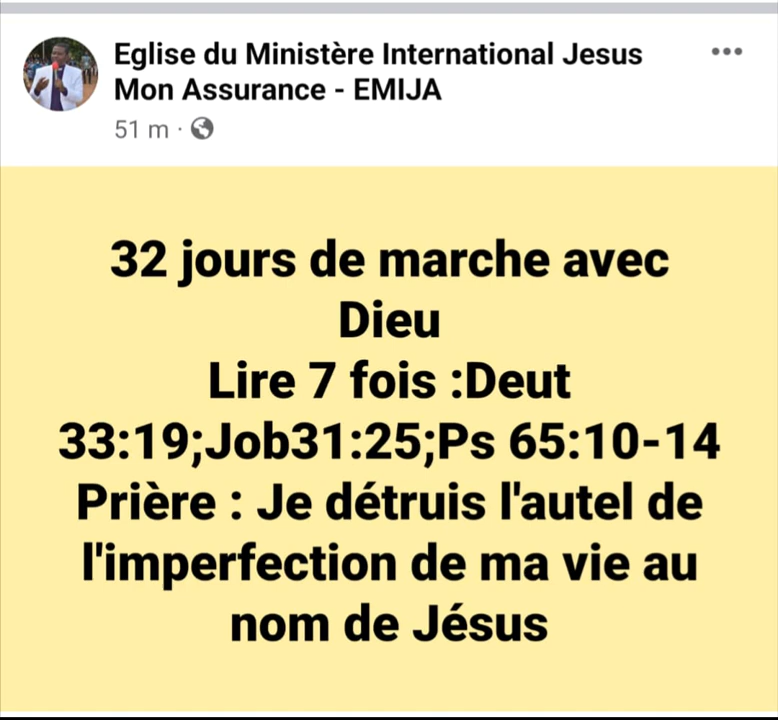 Eglise du Ministère International Jesus
Mon Assurance - EMIJA
51 m ·
32 jours de marche avec
Dieu
Lire 7 fois :Deut
33:19;Job31:25;Ps 65:10-14
Prière : Je détruis l'autel de
l'imperfection de ma vie au
nom de Jésus